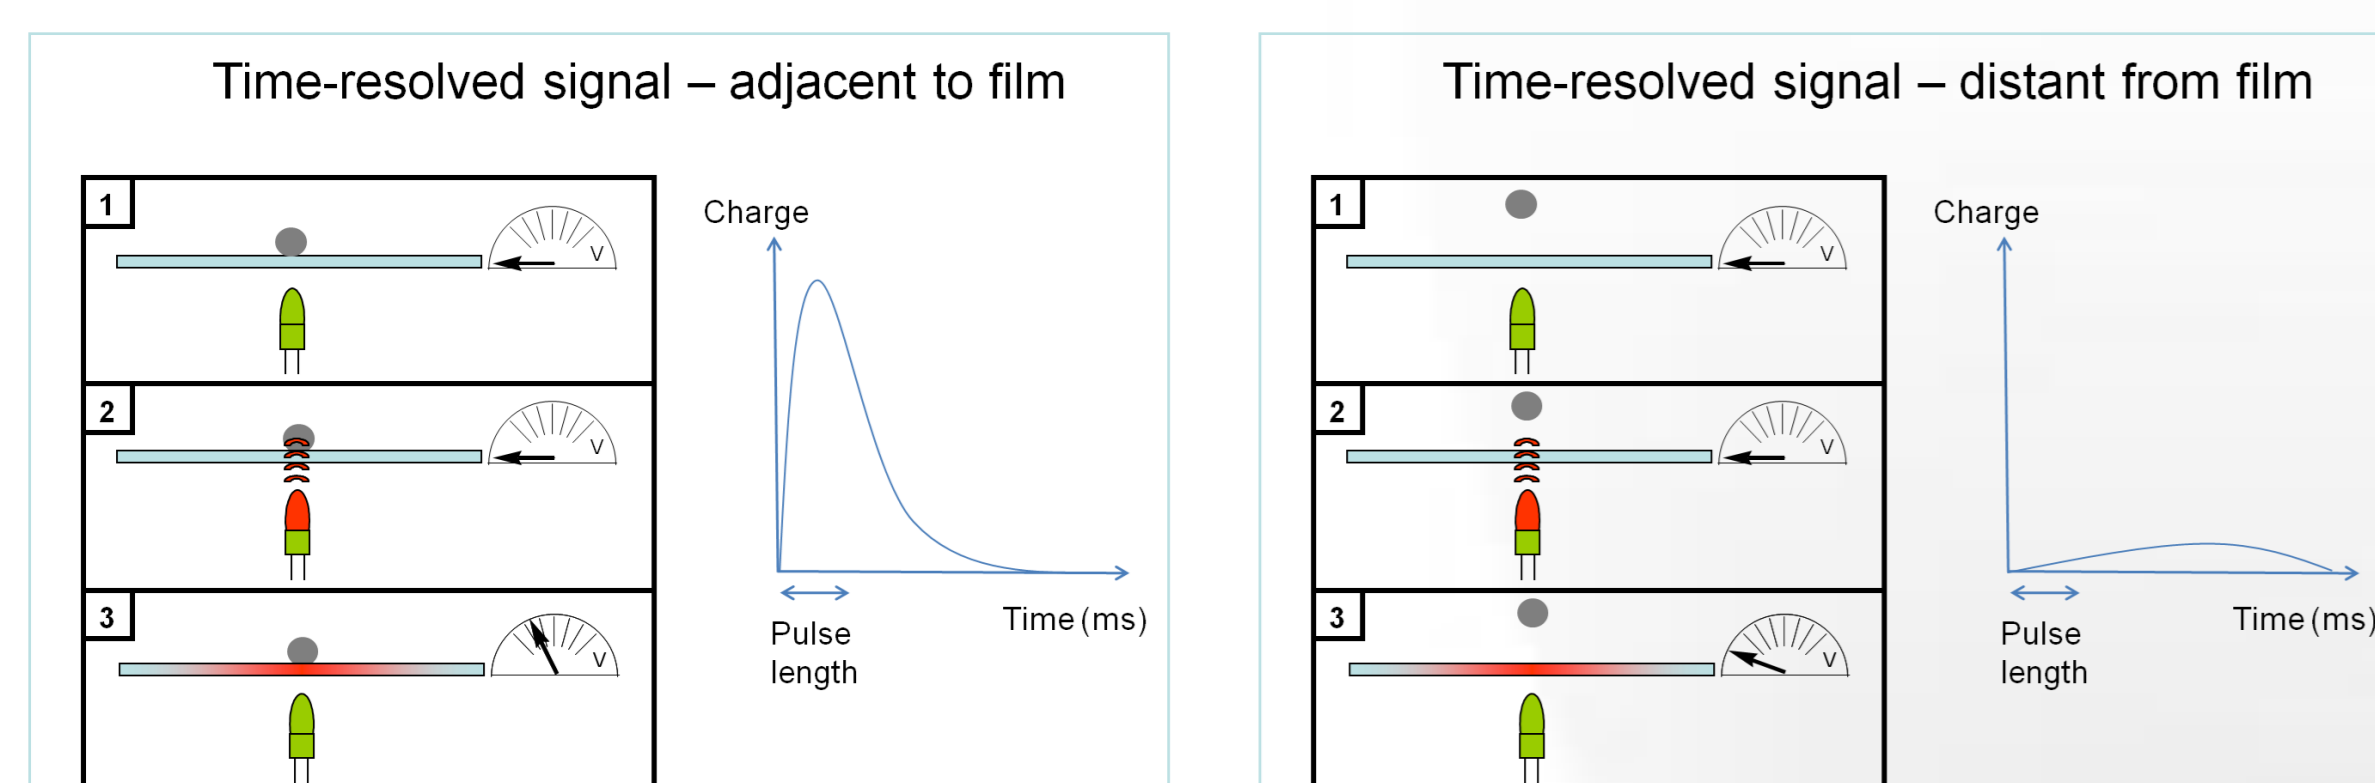 Time-resolved signal – adjacent to film
1
V
Charge
2
V
3
V
Time (ms)
Pulse
length
Time-resolved signal – distant from film
1
V
Charge
2
V
3
V
Time (ms)
Pulse
length